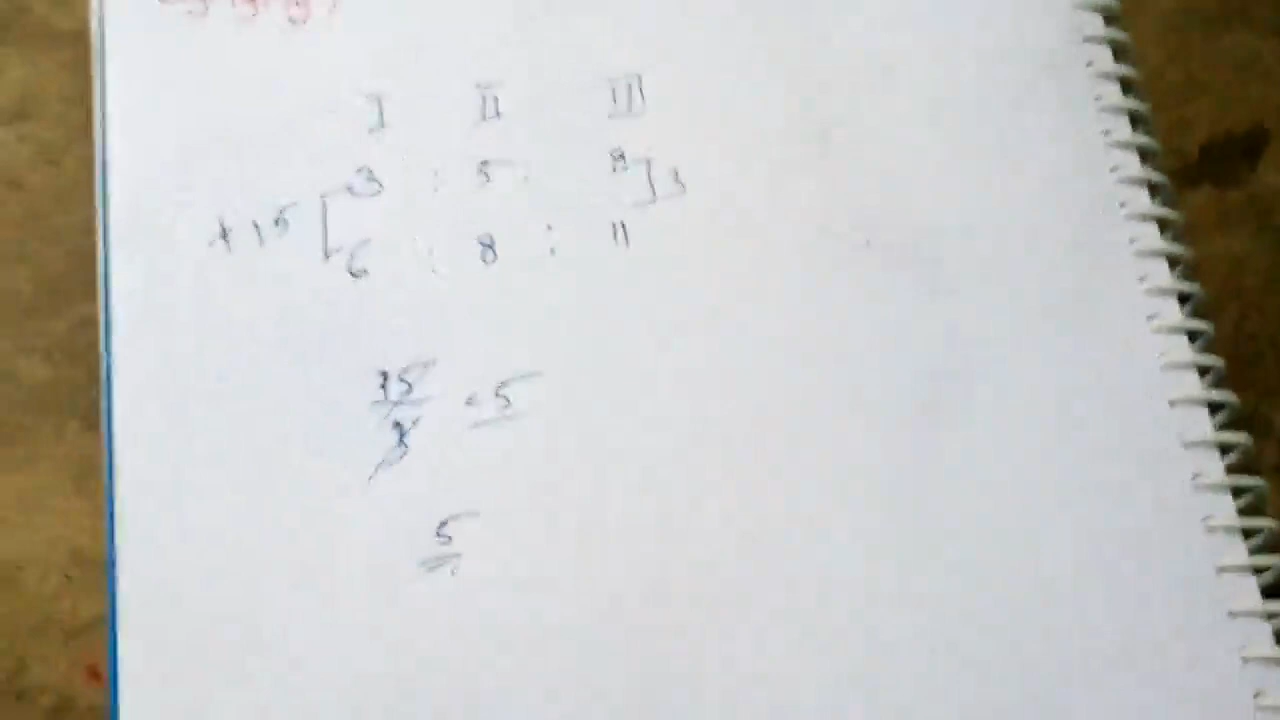 I II III
3 : 5 : 8 ] 3
+15 [
6 : 8 : 11
15/3 = 5
5